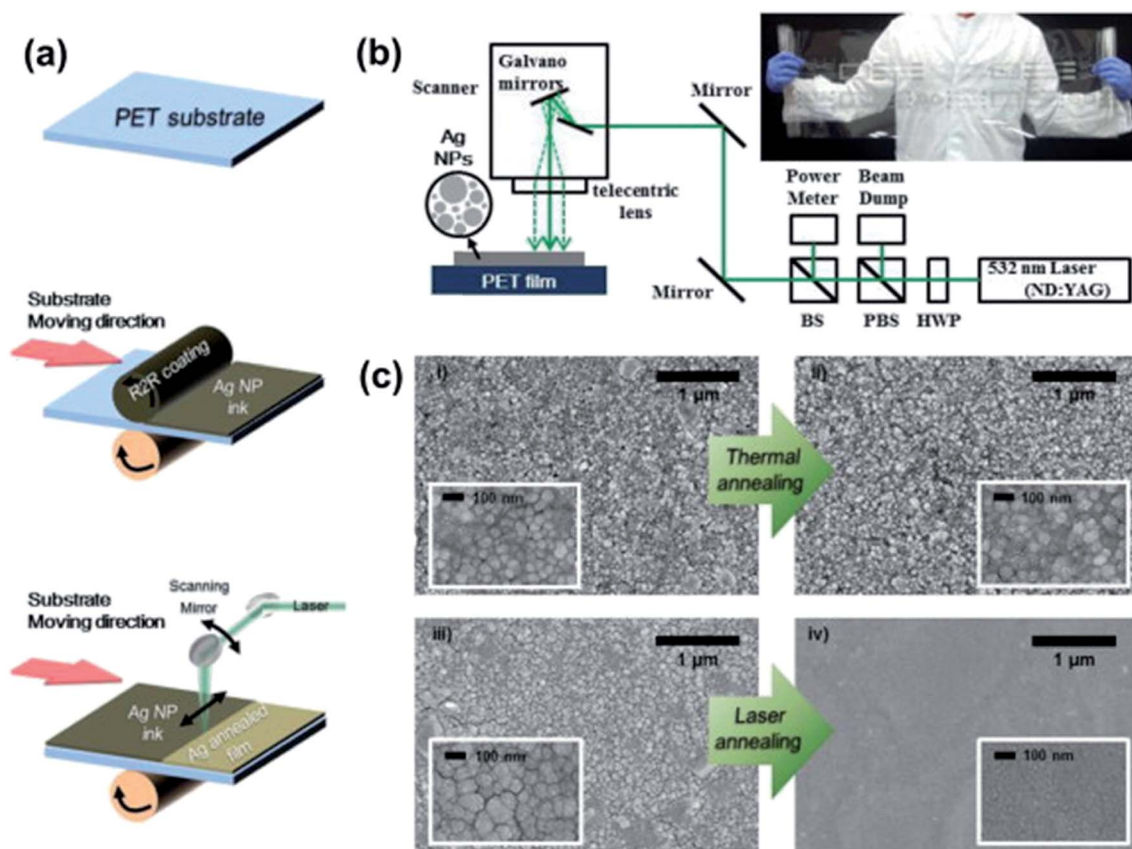 (a)
PET substrate
Substrate
Moving direction
R2R coating
Ag NP
ink
Substrate
Moving direction
Scanning
Mirror
Laser
Ag NP
ink
Ag annealed
film
(b)
Scanner
Galvano
mirrors
Mirror
Ag
NPs
telecentric
lens
PET film
Power
Meter
Beam
Dump
Mirror
532 nm Laser
(ND:YAG)
BS
PBS
HWP
(c)
i)
1 μm
100 nm
Thermal
annealing
ii)
1 μm
100 nm
iii)
1 μm
100 nm
Laser
annealing
iv)
1 μm
100 nm